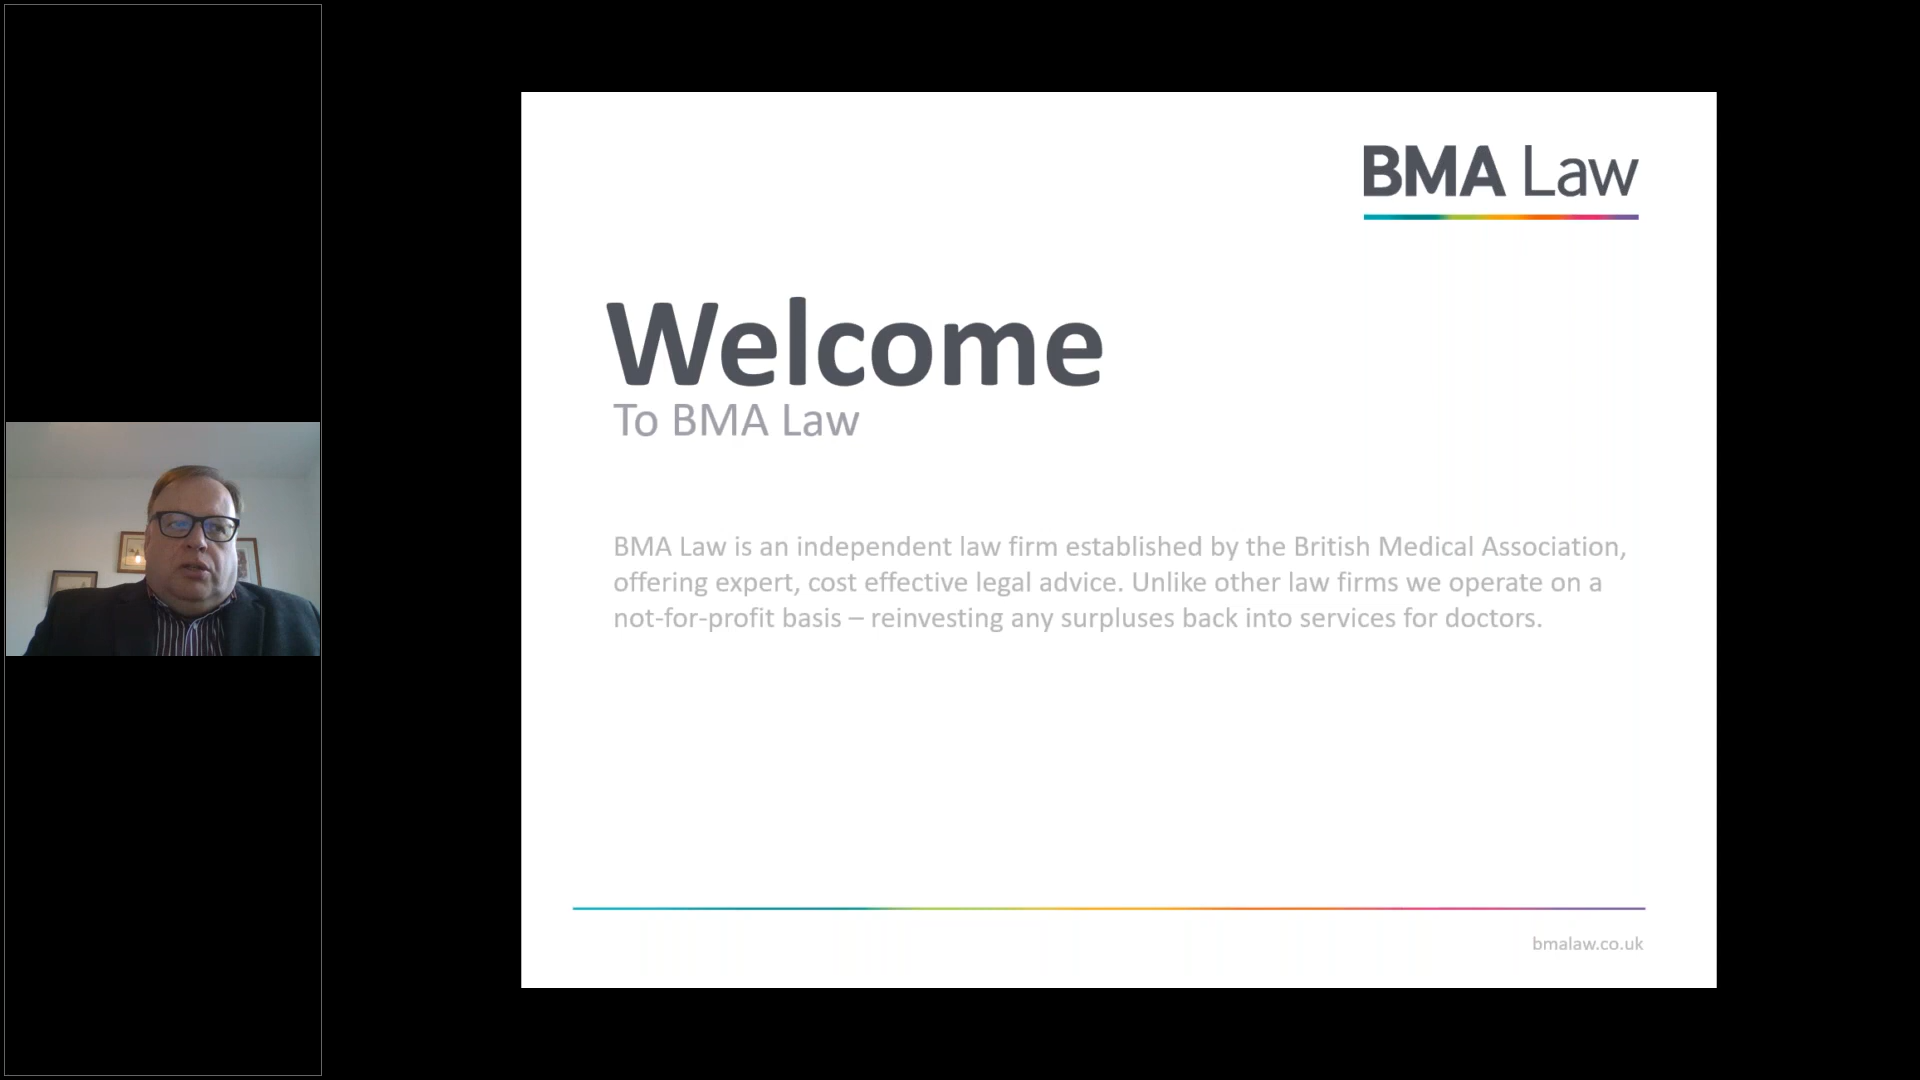 BMA Law
Welcome
To BMA Law
BMA Law is an independent law firm established by the British Medical Association,
offering expert, cost effective legal advice. Unlike other law firms we operate on a
not-for-profit basis – reinvesting any surpluses back into services for doctors.
bmalaw.co.uk